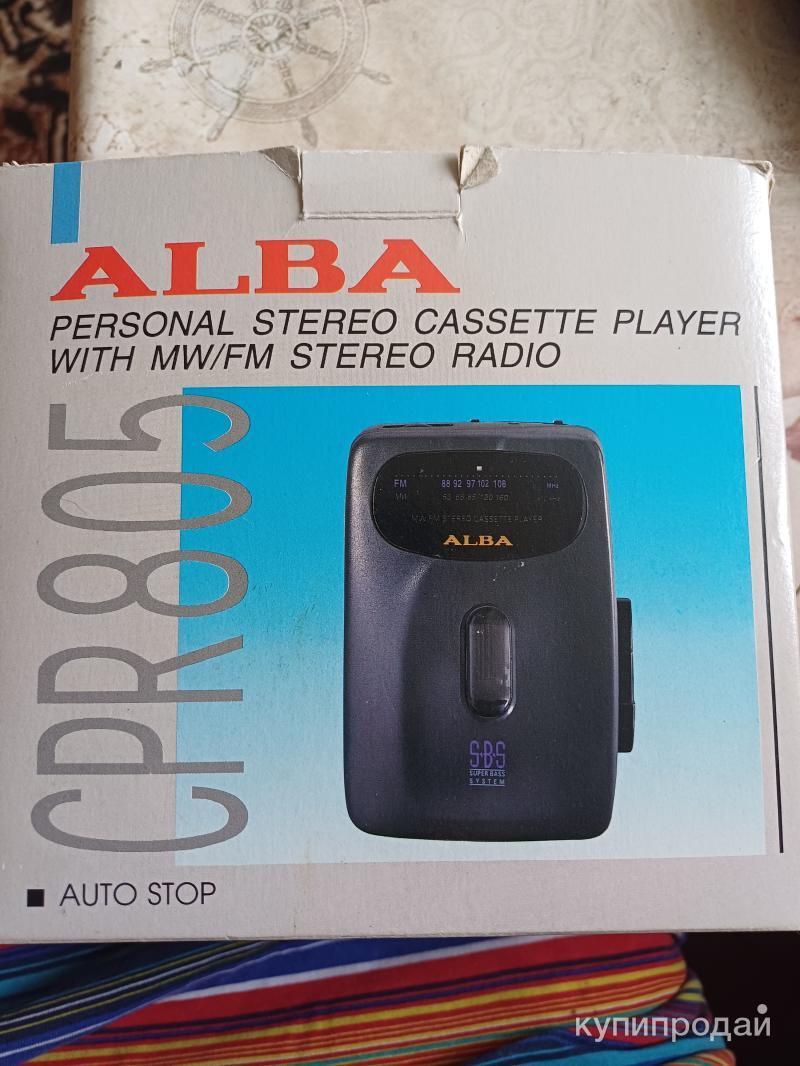 ALBA
PERSONAL STEREO CASSETTE PLAYER
WITH MW/FM STEREO RADIO
CPR805
FM 88 92 97 102 108 MHz
MW
MW/FM STEREO CASSETTE PLAYER
ALBA
S·B·S
SUPER BASS
SYSTEM
AUTO STOP
купипродай